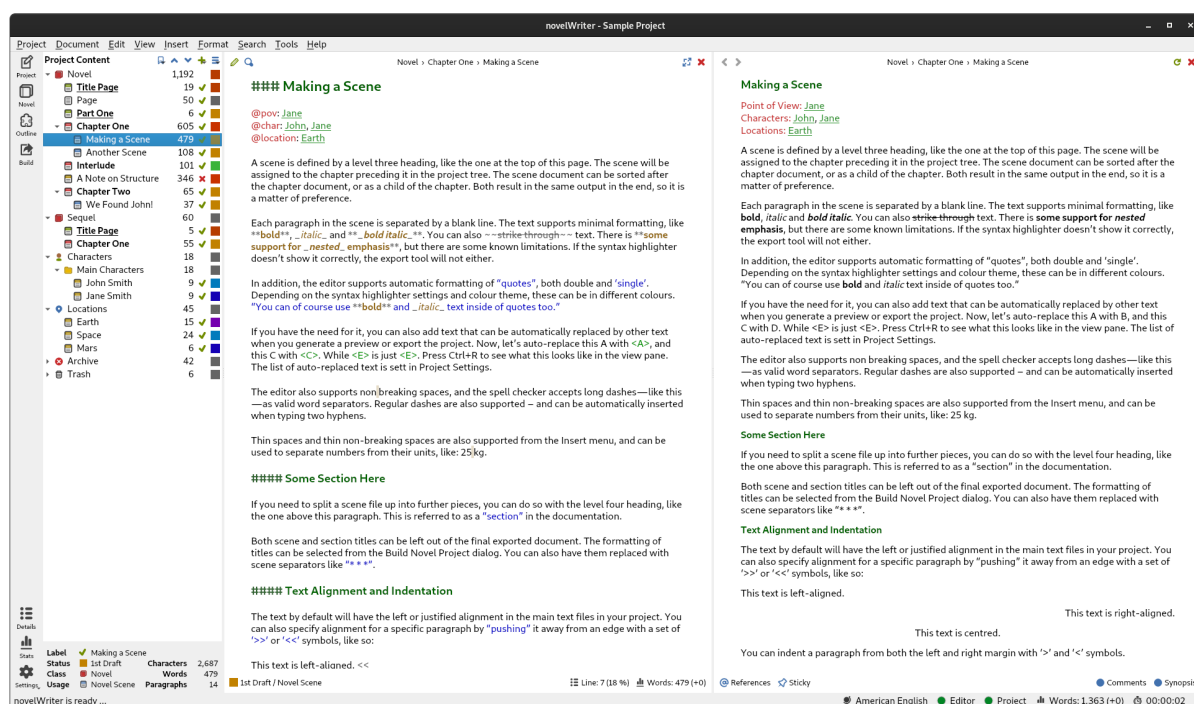 novelWriter - Sample Project
Project Document Edit View Insert Format Search Tools Help
Project
Novel
Outline
Build
Details
Stats
Settings
Project Content
Novel 1,192
Title Page 19
Page 50
Part One 6
Chapter One 605
Making a Scene 479
Another Scene 108
Interlude 101
A Note on Structure 346
Chapter Two 65
We Found John! 37
Sequel 60
Title Page 5
Chapter One 55
Characters 18
Main Characters 18
John Smith 9
Jane Smith 9
Locations 45
Earth 15
Space 24
Mars 6
Archive 42
Trash 6
Label Making a Scene
Status 1st Draft Characters 2,687
Class Novel Words 479
Usage Novel Scene Paragraphs 14
Novel › Chapter One › Making a Scene
### Making a Scene
@pov: Jane
@char: John, Jane
@location: Earth
A scene is defined by a level three heading, like the one at the top of this page. The scene will be
assigned to the chapter preceding it in the project tree. The scene document can be sorted after
the chapter document, or as a child of the chapter. Both result in the same output in the end, so it is
a matter of preference.
Each paragraph in the scene is separated by a blank line. The text supports minimal formatting, like
**bold**, _italic_ and **_bold italic_**. You can also ~~strike through~~ text. There is **some
support for _nested_ emphasis**, but there are some known limitations. If the syntax highlighter
doesn't show it correctly, the export tool will not either.
In addition, the editor supports automatic formatting of “quotes”, both double and ‘single’.
Depending on the syntax highlighter settings and colour theme, these can be in different colours.
“You can of course use **bold** and _italic_ text inside of quotes too.”
If you have the need for it, you can also add text that can be automatically replaced by other text
when you generate a preview or export the project. Now, let’s auto-replace this A with <A>, and
this C with <C>. While <E> is just <E>. Press Ctrl+R to see what this looks like in the view pane.
The list of auto-replaced text is sett in Project Settings.
The editor also supports non breaking spaces, and the spell checker accepts long dashes—like this
—as valid word separators. Regular dashes are also supported – and can be automatically inserted
when typing two hyphens.
Thin spaces and thin non-breaking spaces are also supported from the Insert menu, and can be
used to separate numbers from their units, like: 25 kg.
#### Some Section Here
If you need to split a scene file up into further pieces, you can do so with the level four heading, like
the one above this paragraph. This is referred to as a “section” in the documentation.
Both scene and section titles can be left out of the final exported document. The formatting of
titles can be selected from the Build Novel Project dialog. You can also have them replaced with
scene separators like “* * *”.
#### Text Alignment and Indentation
The text by default will have the left or justified alignment in the main text files in your project. You
can also specify alignment for a specific paragraph by “pushing” it away from an edge with a set of
‘>>’ or ‘<<’ symbols, like so:
This text is left-aligned. <<
1st Draft / Novel Scene Line: 7 (18 %) Words: 479 (+0)
Novel › Chapter One › Making a Scene
Making a Scene
Point of View: Jane
Characters: John, Jane
Locations: Earth
A scene is defined by a level three heading, like the one at the top of this page. The scene will be
assigned to the chapter preceding it in the project tree. The scene document can be sorted after the
chapter document, or as a child of the chapter. Both result in the same output in the end, so it is a
matter of preference.
Each paragraph in the scene is separated by a blank line. The text supports minimal formatting, like
bold, italic and bold italic. You can also strike through text. There is some support for nested
emphasis, but there are some known limitations. If the syntax highlighter doesn’t show it correctly,
the export tool will not either.
In addition, the editor supports automatic formatting of “quotes”, both double and ‘single’.
Depending on the syntax highlighter settings and colour theme, these can be in different colours.
“You can of course use bold and italic text inside of quotes too.”
If you have the need for it, you can also add text that can be automatically replaced by other text
when you generate a preview or export the project. Now, let’s auto-replace this A with B, and this
C with D. While <E> is just <E>. Press Ctrl+R to see what this looks like in the view pane. The list of
auto-replaced text is sett in Project Settings.
The editor also supports non breaking spaces, and the spell checker accepts long dashes—like this
—as valid word separators. Regular dashes are also supported – and can be automatically inserted
when typing two hyphens.
Thin spaces and thin non-breaking spaces are also supported from the Insert menu, and can be
used to separate numbers from their units, like: 25 kg.
Some Section Here
If you need to split a scene file up into further pieces, you can do so with the level four heading, like
the one above this paragraph. This is referred to as a “section” in the documentation.
Both scene and section titles can be left out of the final exported document. The formatting of
titles can be selected from the Build Novel Project dialog. You can also have them replaced with
scene separators like “* * *”.
Text Alignment and Indentation
The text by default will have the left or justified alignment in the main text files in your project. You
can also specify alignment for a specific paragraph by “pushing” it away from an edge with a set of
‘>>’ or ‘<<’ symbols, like so:
This text is left-aligned.
This text is right-aligned.
This text is centred.
You can indent a paragraph from both the left and right margin with ‘>’ and ‘<’ symbols.
References Sticky Comments Synopsis
novelWriter is ready ... American English Editor Project Words: 1,363 (+0) 00:00:02